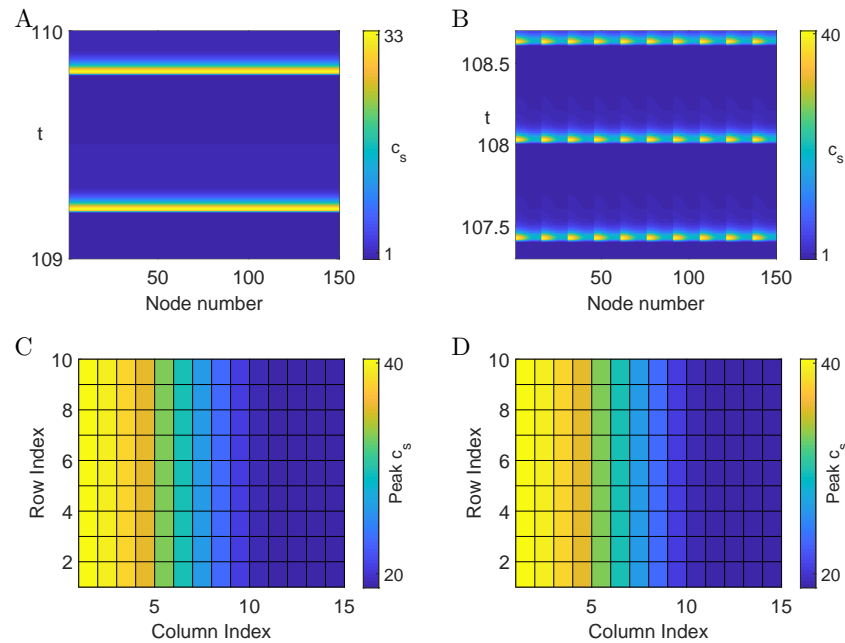 A
110
t
109
50
100
150
Node number
33
c_s
1
B
108.5
t
108
107.5
50
100
150
Node number
40
c_s
1
C
10
8
6
4
2
Row Index
5
10
15
Column Index
40
Peak c_s
20
D
10
8
6
4
2
Row Index
5
10
15
Column Index
40
Peak c_s
20